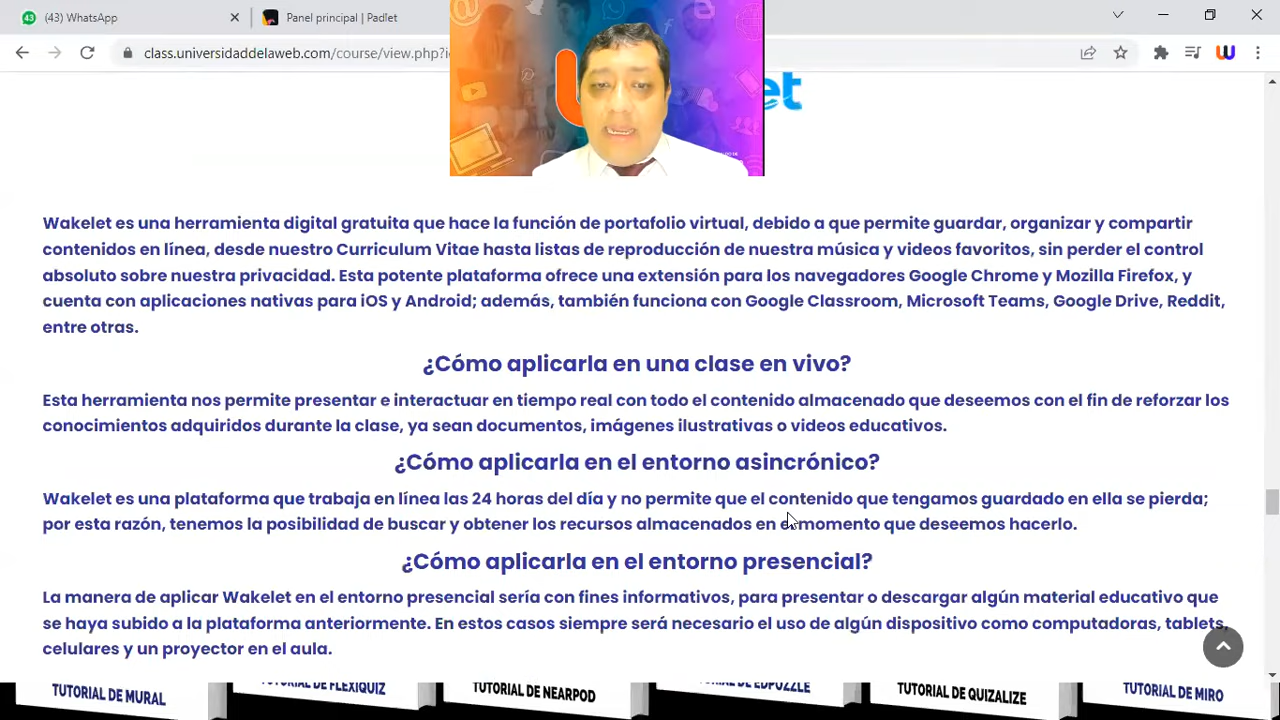 (43) WhatsApp
Panel principal | Padlet
class.universidaddelaweb.com/course/view.php?i
et
Wakelet es una herramienta digital gratuita que hace la función de portafolio virtual, debido a que permite guardar, organizar y compartir
contenidos en línea, desde nuestro Curriculum Vitae hasta listas de reproducción de nuestra música y videos favoritos, sin perder el control
absoluto sobre nuestra privacidad. Esta potente plataforma ofrece una extensión para los navegadores Google Chrome y Mozilla Firefox, y
cuenta con aplicaciones nativas para iOS y Android; además, también funciona con Google Classroom, Microsoft Teams, Google Drive, Reddit,
entre otras.
¿Cómo aplicarla en una clase en vivo?
Esta herramienta nos permite presentar e interactuar en tiempo real con todo el contenido almacenado que deseemos con el fin de reforzar los
conocimientos adquiridos durante la clase, ya sean documentos, imágenes ilustrativas o videos educativos.
¿Cómo aplicarla en el entorno asincrónico?
Wakelet es una plataforma que trabaja en línea las 24 horas del día y no permite que el contenido que tengamos guardado en ella se pierda;
por esta razón, tenemos la posibilidad de buscar y obtener los recursos almacenados en el momento que deseemos hacerlo.
¿Cómo aplicarla en el entorno presencial?
La manera de aplicar Wakelet en el entorno presencial sería con fines informativos, para presentar o descargar algún material educativo que
se haya subido a la plataforma anteriormente. En estos casos siempre será necesario el uso de algún dispositivo como computadoras, tablets,
celulares y un proyector en el aula.
TUTORIAL DE MURAL
TUTORIAL DE FLEXIQUIZ
TUTORIAL DE NEARPOD
TUTORIAL DE EDPUZZLE
TUTORIAL DE QUIZALIZE
TUTORIAL DE MIRO